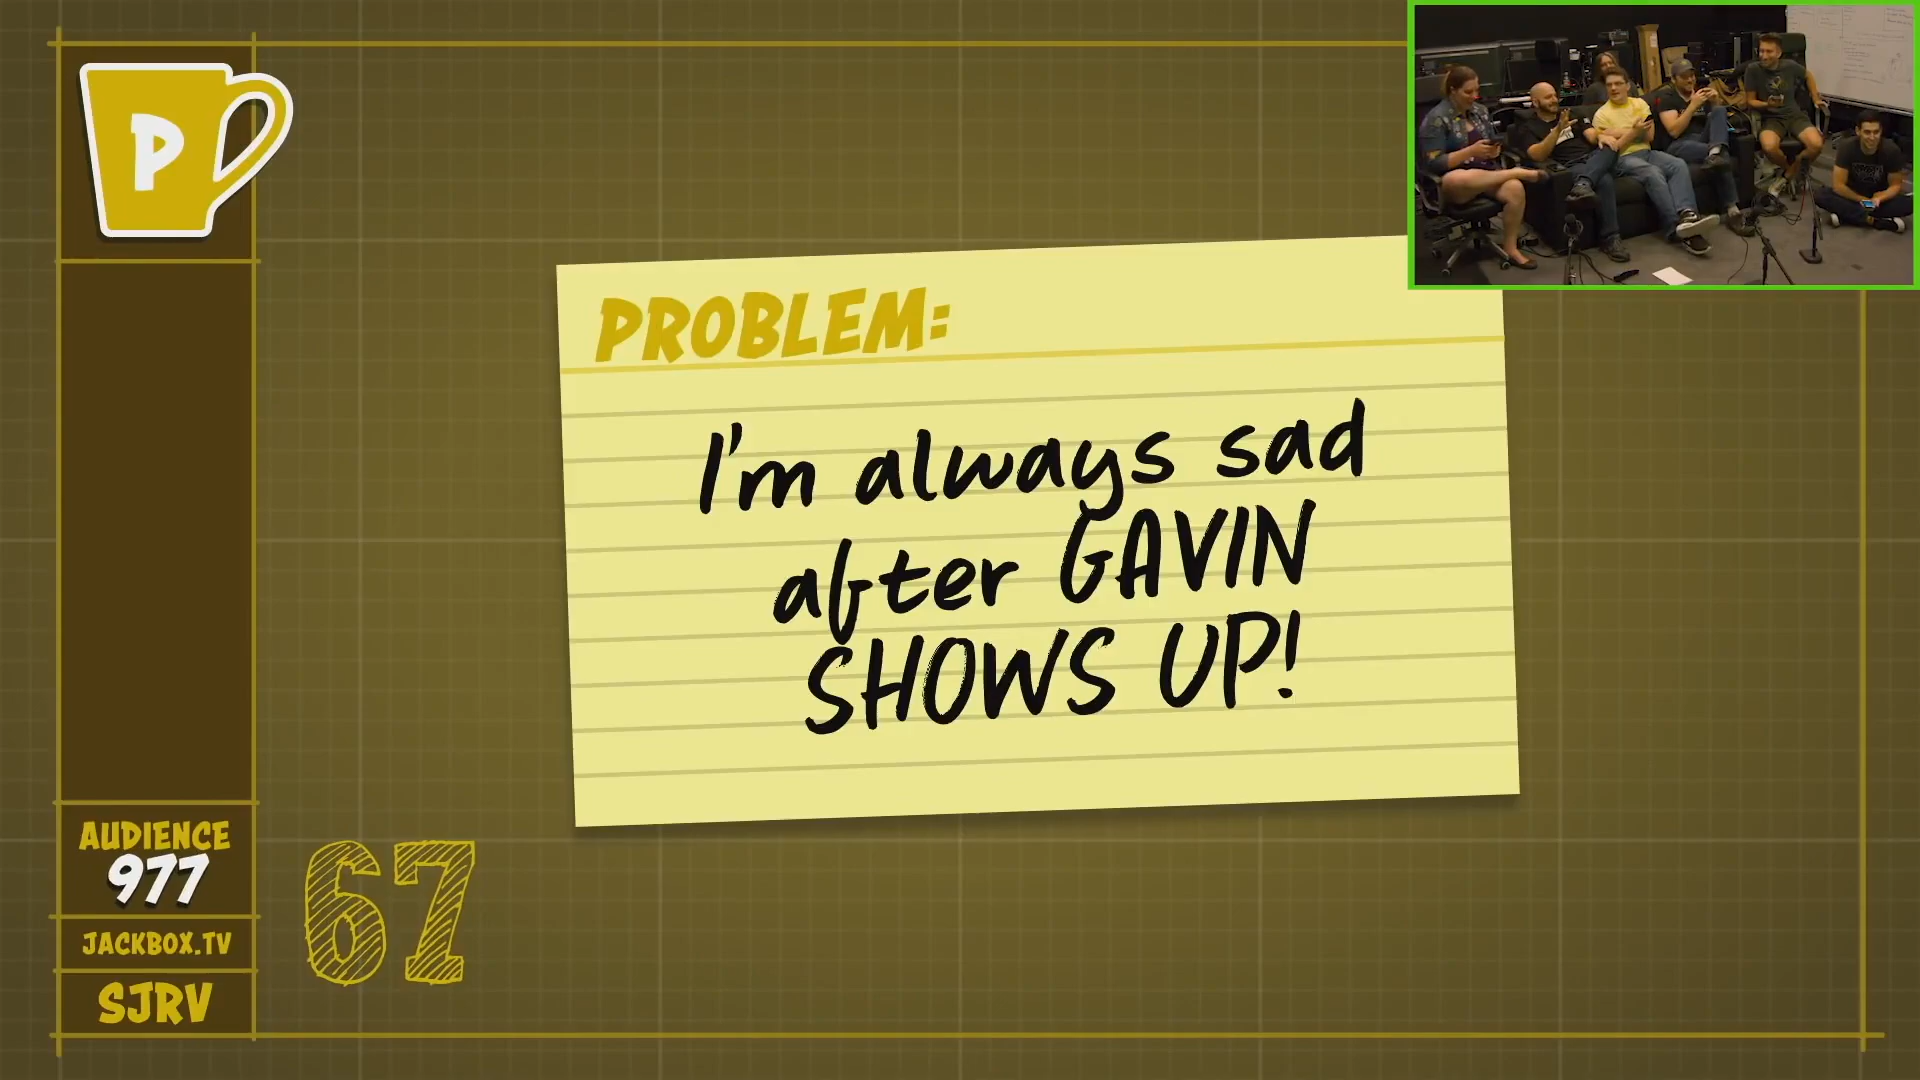 P
PROBLEM:
I'm always sad
after GAVIN
SHOWS UP!
AUDIENCE
977
JACKBOX.TV
SJRV
67